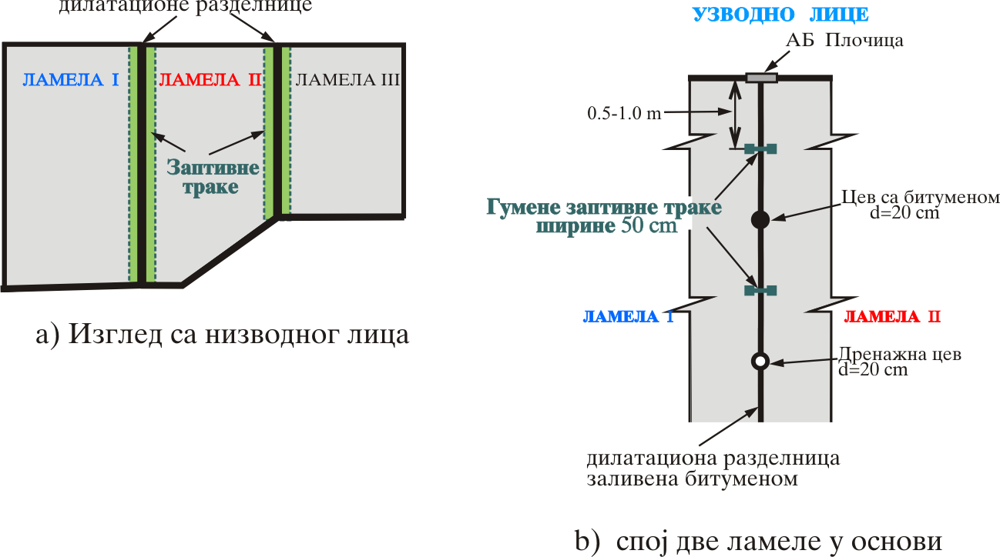 дилатационе разделнице
ЛАМЕЛА I
ЛАМЕЛА II
ЛАМЕЛА III
Заптивне
траке
а) Изглед са низводног лица
УЗВОДНО ЛИЦЕ
АБ Плочица
0.5-1.0 m
Гумене заптивне траке
ширине 50 cm
Цев са битуменом
d=20 cm
ЛАМЕЛА I
ЛАМЕЛА II
Дренажна цев
d=20 cm
дилатациона разделница
заливена битуменом
b) спој две ламеле у основи